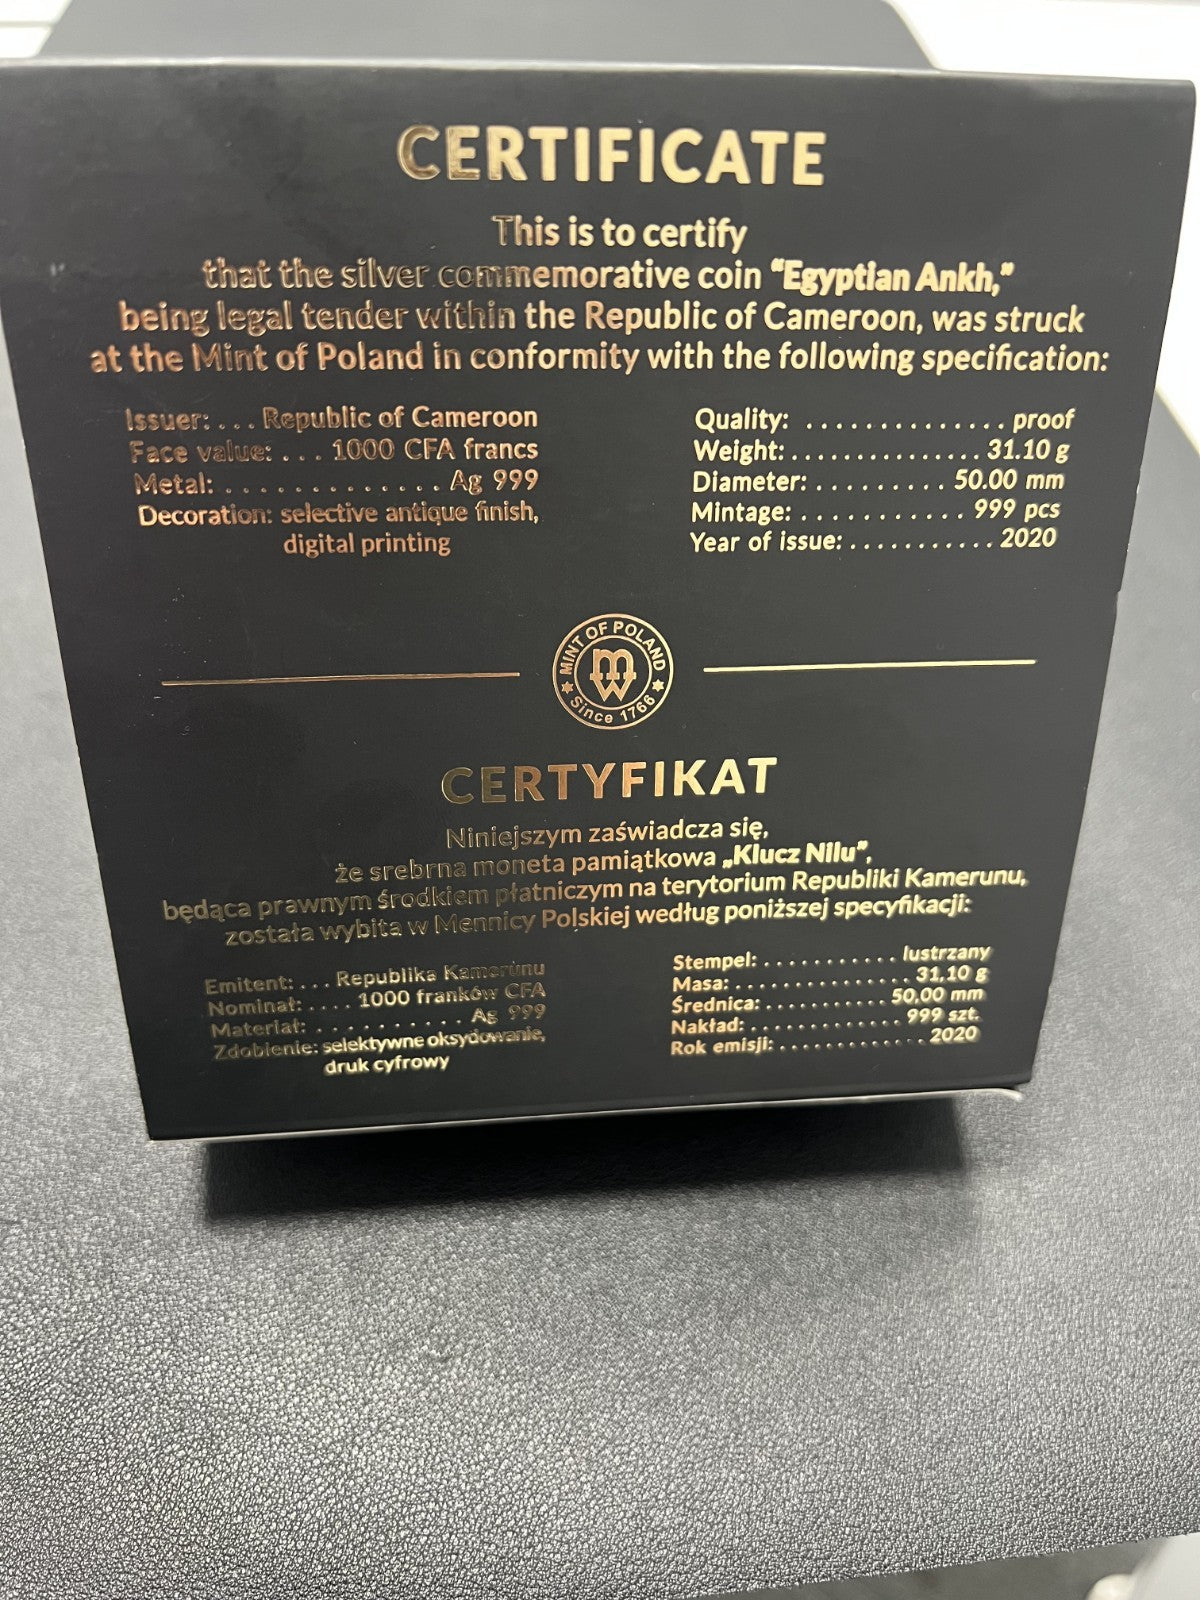 CERTIFICATE
This is to certify
that the silver commemorative coin “Egyptian Ankh,”
being legal tender within the Republic of Cameroon, was struck
at the Mint of Poland in conformity with the following specification:
Issuer: . . . Republic of Cameroon
Face value: . . . 1000 CFA francs
Metal: . . . . . . . . . . . . . . Ag 999
Decoration: selective antique finish,
digital printing
Quality: . . . . . . . . . . . . . . . proof
Weight: . . . . . . . . . . . . . . . 31.10 g
Diameter: . . . . . . . . . 50.00 mm
Mintage: . . . . . . . . . . . 999 pcs
Year of issue: . . . . . . . . . . . 2020
MINT OF POLAND
mw
Since 1766
CERTYFIKAT
Niniejszym zaświadcza się,
że srebrna moneta pamiątkowa „Klucz Nilu”,
będąca prawnym środkiem płatniczym na terytorium Republiki Kamerunu,
została wybita w Mennicy Polskiej według poniższej specyfikacji:
Emitent: . . . Republika Kamerunu
Nominał: . . . . 1000 franków CFA
Materiał: . . . . . . . . . . . Ag 999
Zdobienie: selektywne oksydowanie,
druk cyfrowy
Stempel: . . . . . . . . . . . lustrzany
Masa: . . . . . . . . . . . . . . . 31,10 g
Średnica: . . . . . . . . . . 50,00 mm
Nakład: . . . . . . . . . . . . . 999 szt.
Rok emisji: . . . . . . . . . . . . . 2020